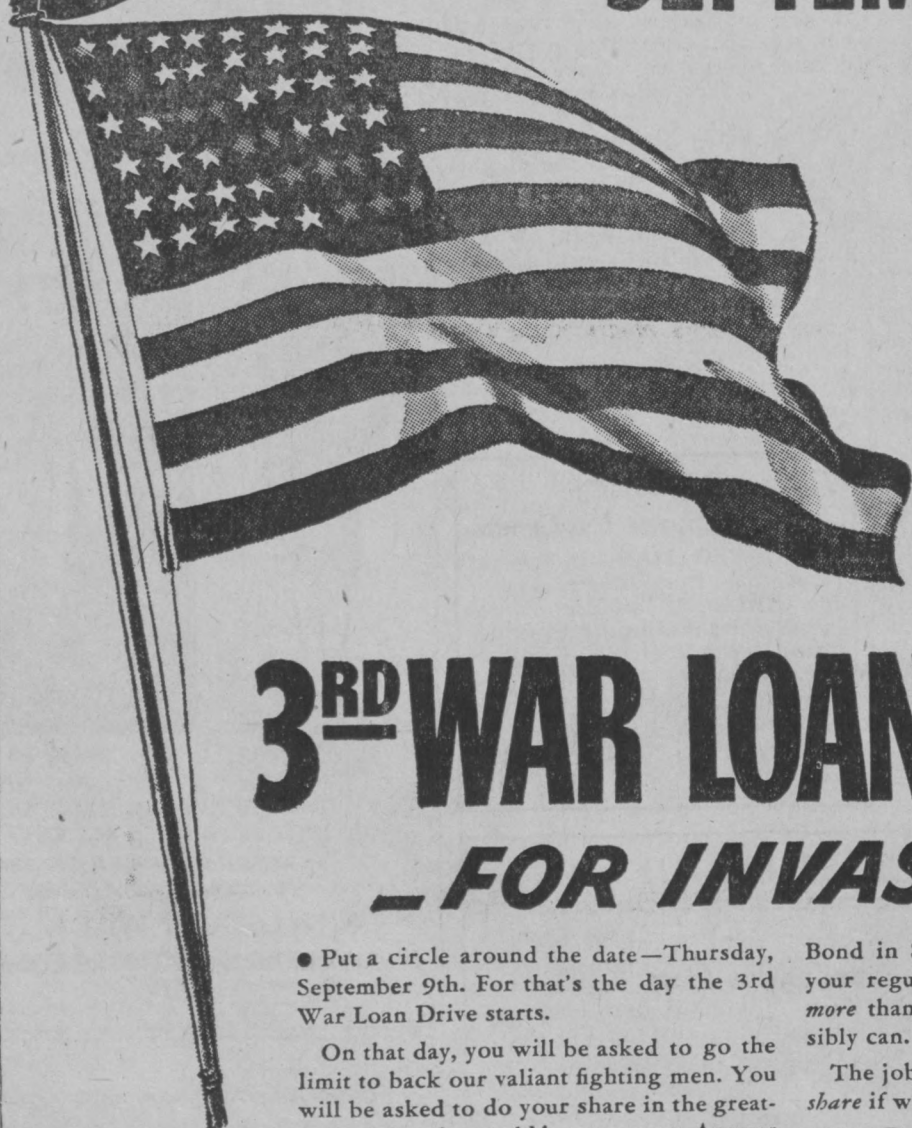 3RD WAR LOAN
— FOR INVAS
● Put a circle around the date—Thursday,
September 9th. For that's the day the 3rd
War Loan Drive starts.
On that day, you will be asked to go the
limit to back our valiant fighting men. You
will be asked to do your share in the great-
Bond in
your regu
more than
sibly can.
The job
share if w